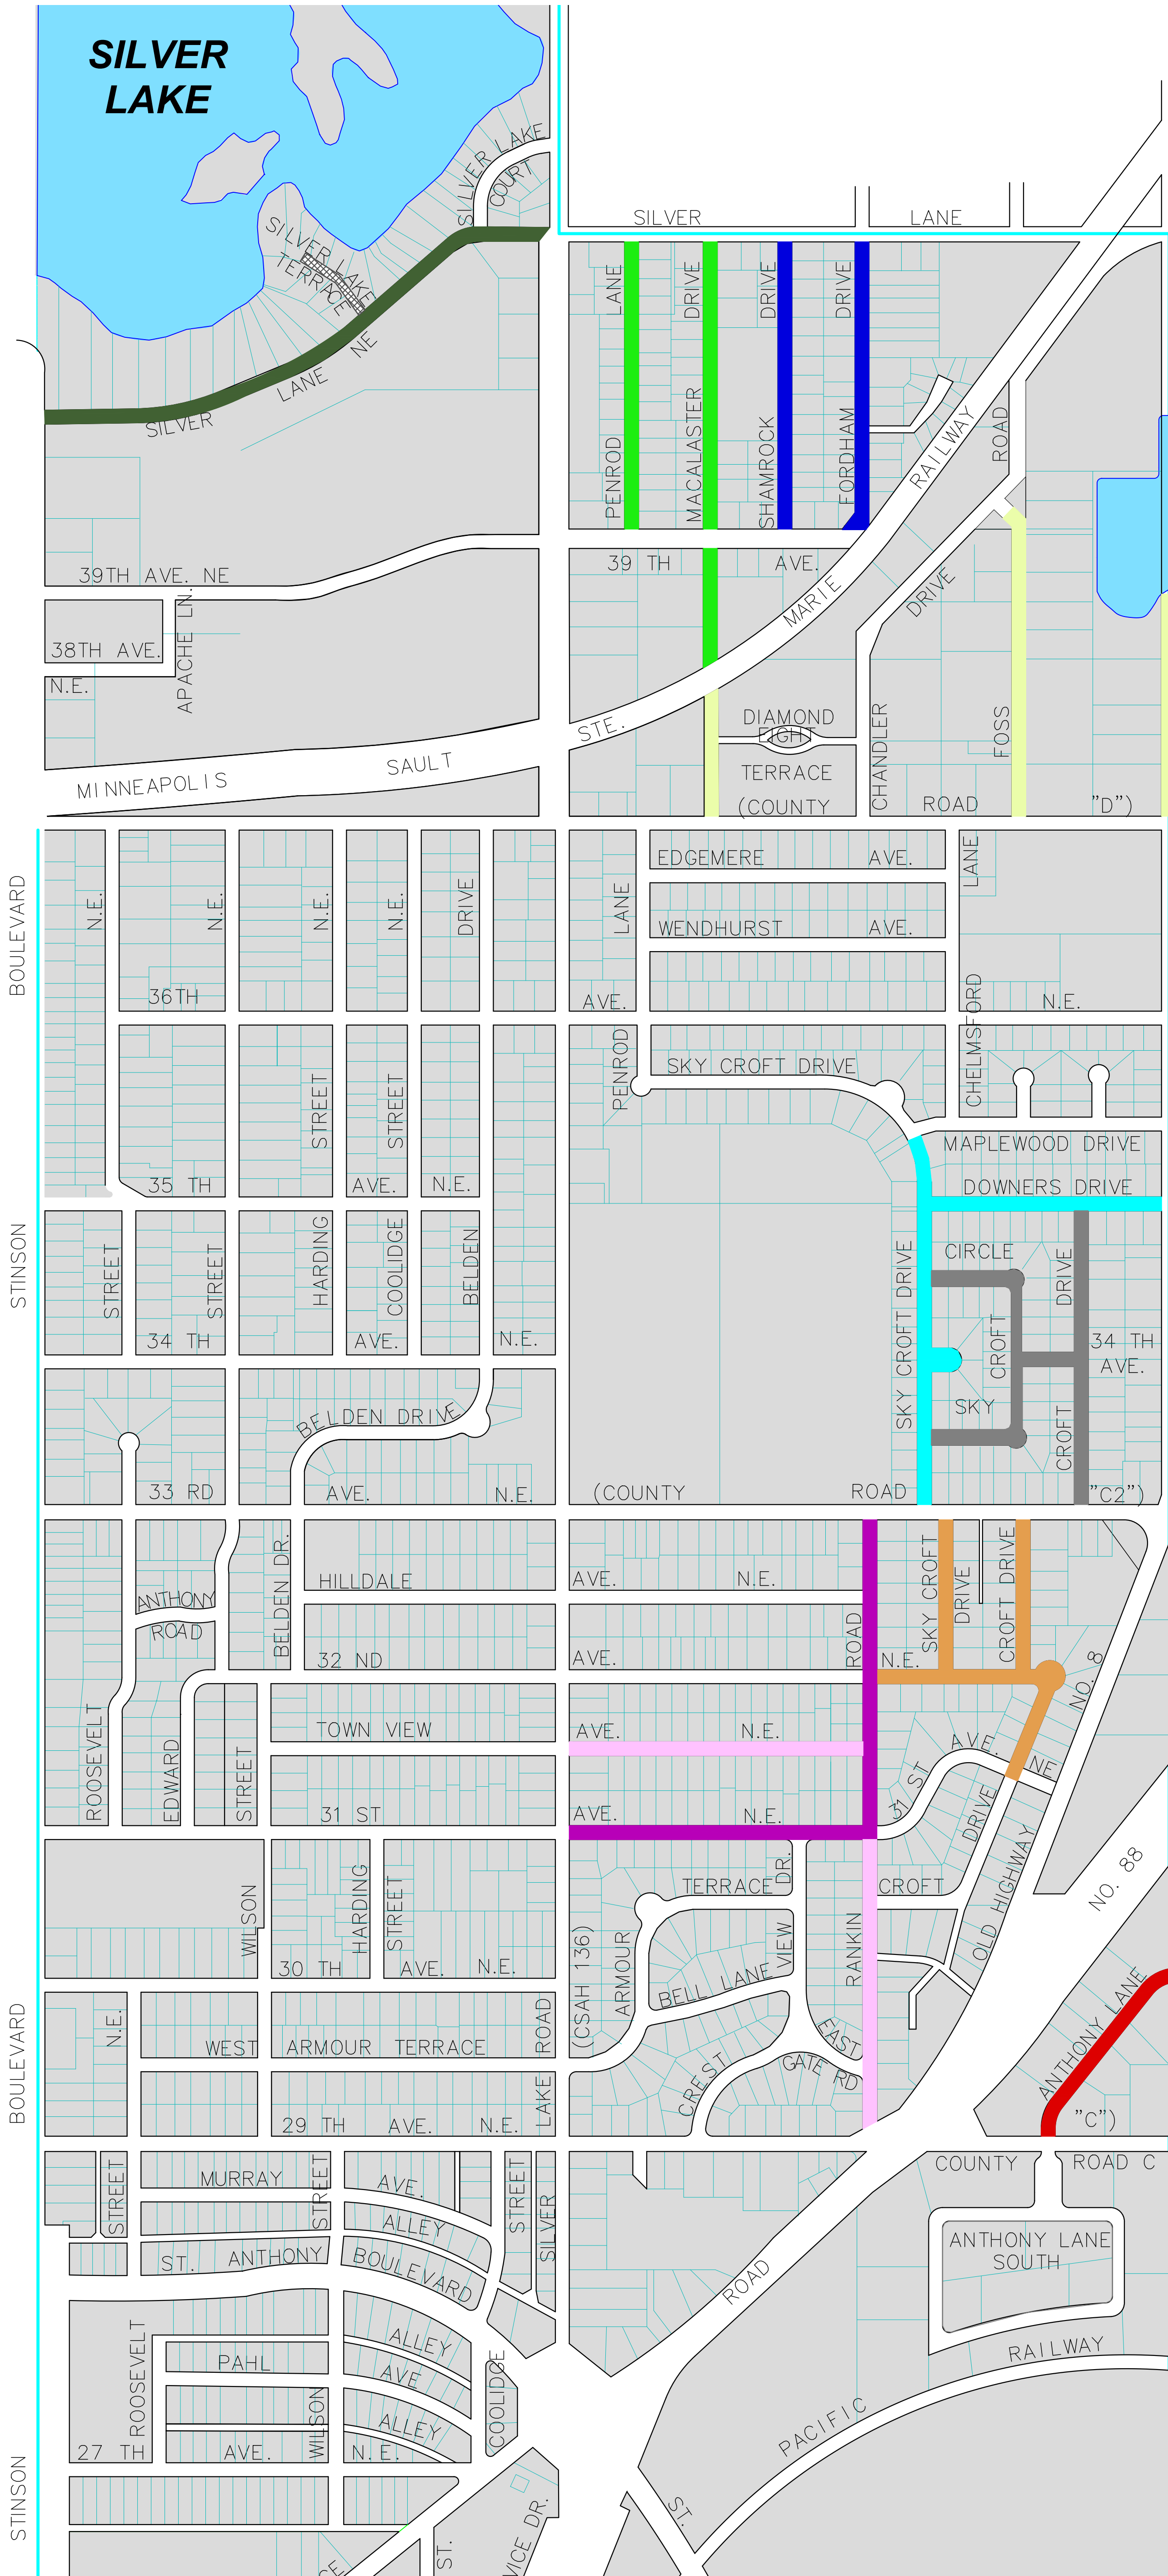 SILVER
LAKE
SILVER LAKE
COURT
SILVER LANE
SILVER LAKE
TERRACE
SILVER LANE NE
PENROD LANE
MACALASTER DRIVE
SHAMROCK DRIVE
FORDHAM DRIVE
ROAD
39TH AVE. NE
39 TH AVE.
38TH AVE.
N.E.
APACHE LN.
MINNEAPOLIS SAULT STE. MARIE RAILWAY
DIAMOND
EIGHT
TERRACE
CHANDLER DRIVE
FOSS
(COUNTY ROAD "D")
BOULEVARD
STINSON
N.E.
N.E.
N.E.
N.E.
DRIVE
LANE
EDGEMERE AVE.
WENDHURST AVE.
LANE
36TH AVE. N.E.
PENROD
SKY CROFT DRIVE
CHELMSFORD
STREET
STREET
MAPLEWOOD DRIVE
35 TH AVE. N.E.
DOWNERS DRIVE
STREET
STREET
HARDING
COOLIDGE
BELDEN
SKY CROFT DRIVE
CIRCLE
CROFT
SKY
DRIVE
CROFT
34 TH
AVE.
34 TH AVE. N.E.
BELDEN DRIVE
33 RD AVE. N.E.
(COUNTY ROAD "C2")
ANTHONY
ROAD
BELDEN DR.
HILLDALE AVE. N.E.
SKY CROFT
DRIVE
CROFT DRIVE
ROAD
32 ND AVE. N.E.
NO. 8
ROOSEVELT
EDWARD
STREET
TOWN VIEW AVE. N.E.
31 ST AVE. N.E.
31 ST AVE. NE
DRIVE
OLD HIGHWAY
NO. 88
WILSON
HARDING
STREET
TERRACE
DR.
CROFT
30 TH AVE. N.E.
(CSAH 136)
ARMOUR
BELL LANE
VIEW
RANKIN
BOULEVARD
N.E.
WEST ARMOUR TERRACE
ROAD
EAST
GATE RD
CREST
ANTHONY LANE
29 TH AVE. N.E.
LAKE
"C")
STREET
MURRAY AVE.
STREET
ALLEY
STREET
SILVER
COUNTY ROAD C
ST. ANTHONY BOULEVARD
ANTHONY LANE
SOUTH
ROAD
ROOSEVELT
ALLEY
PAHL AVE
COOLIDGE
RAILWAY
PACIFIC
WILSON
ALLEY
27 TH AVE. N.E.
STINSON
ST.
ST.
VICE DR.
CE